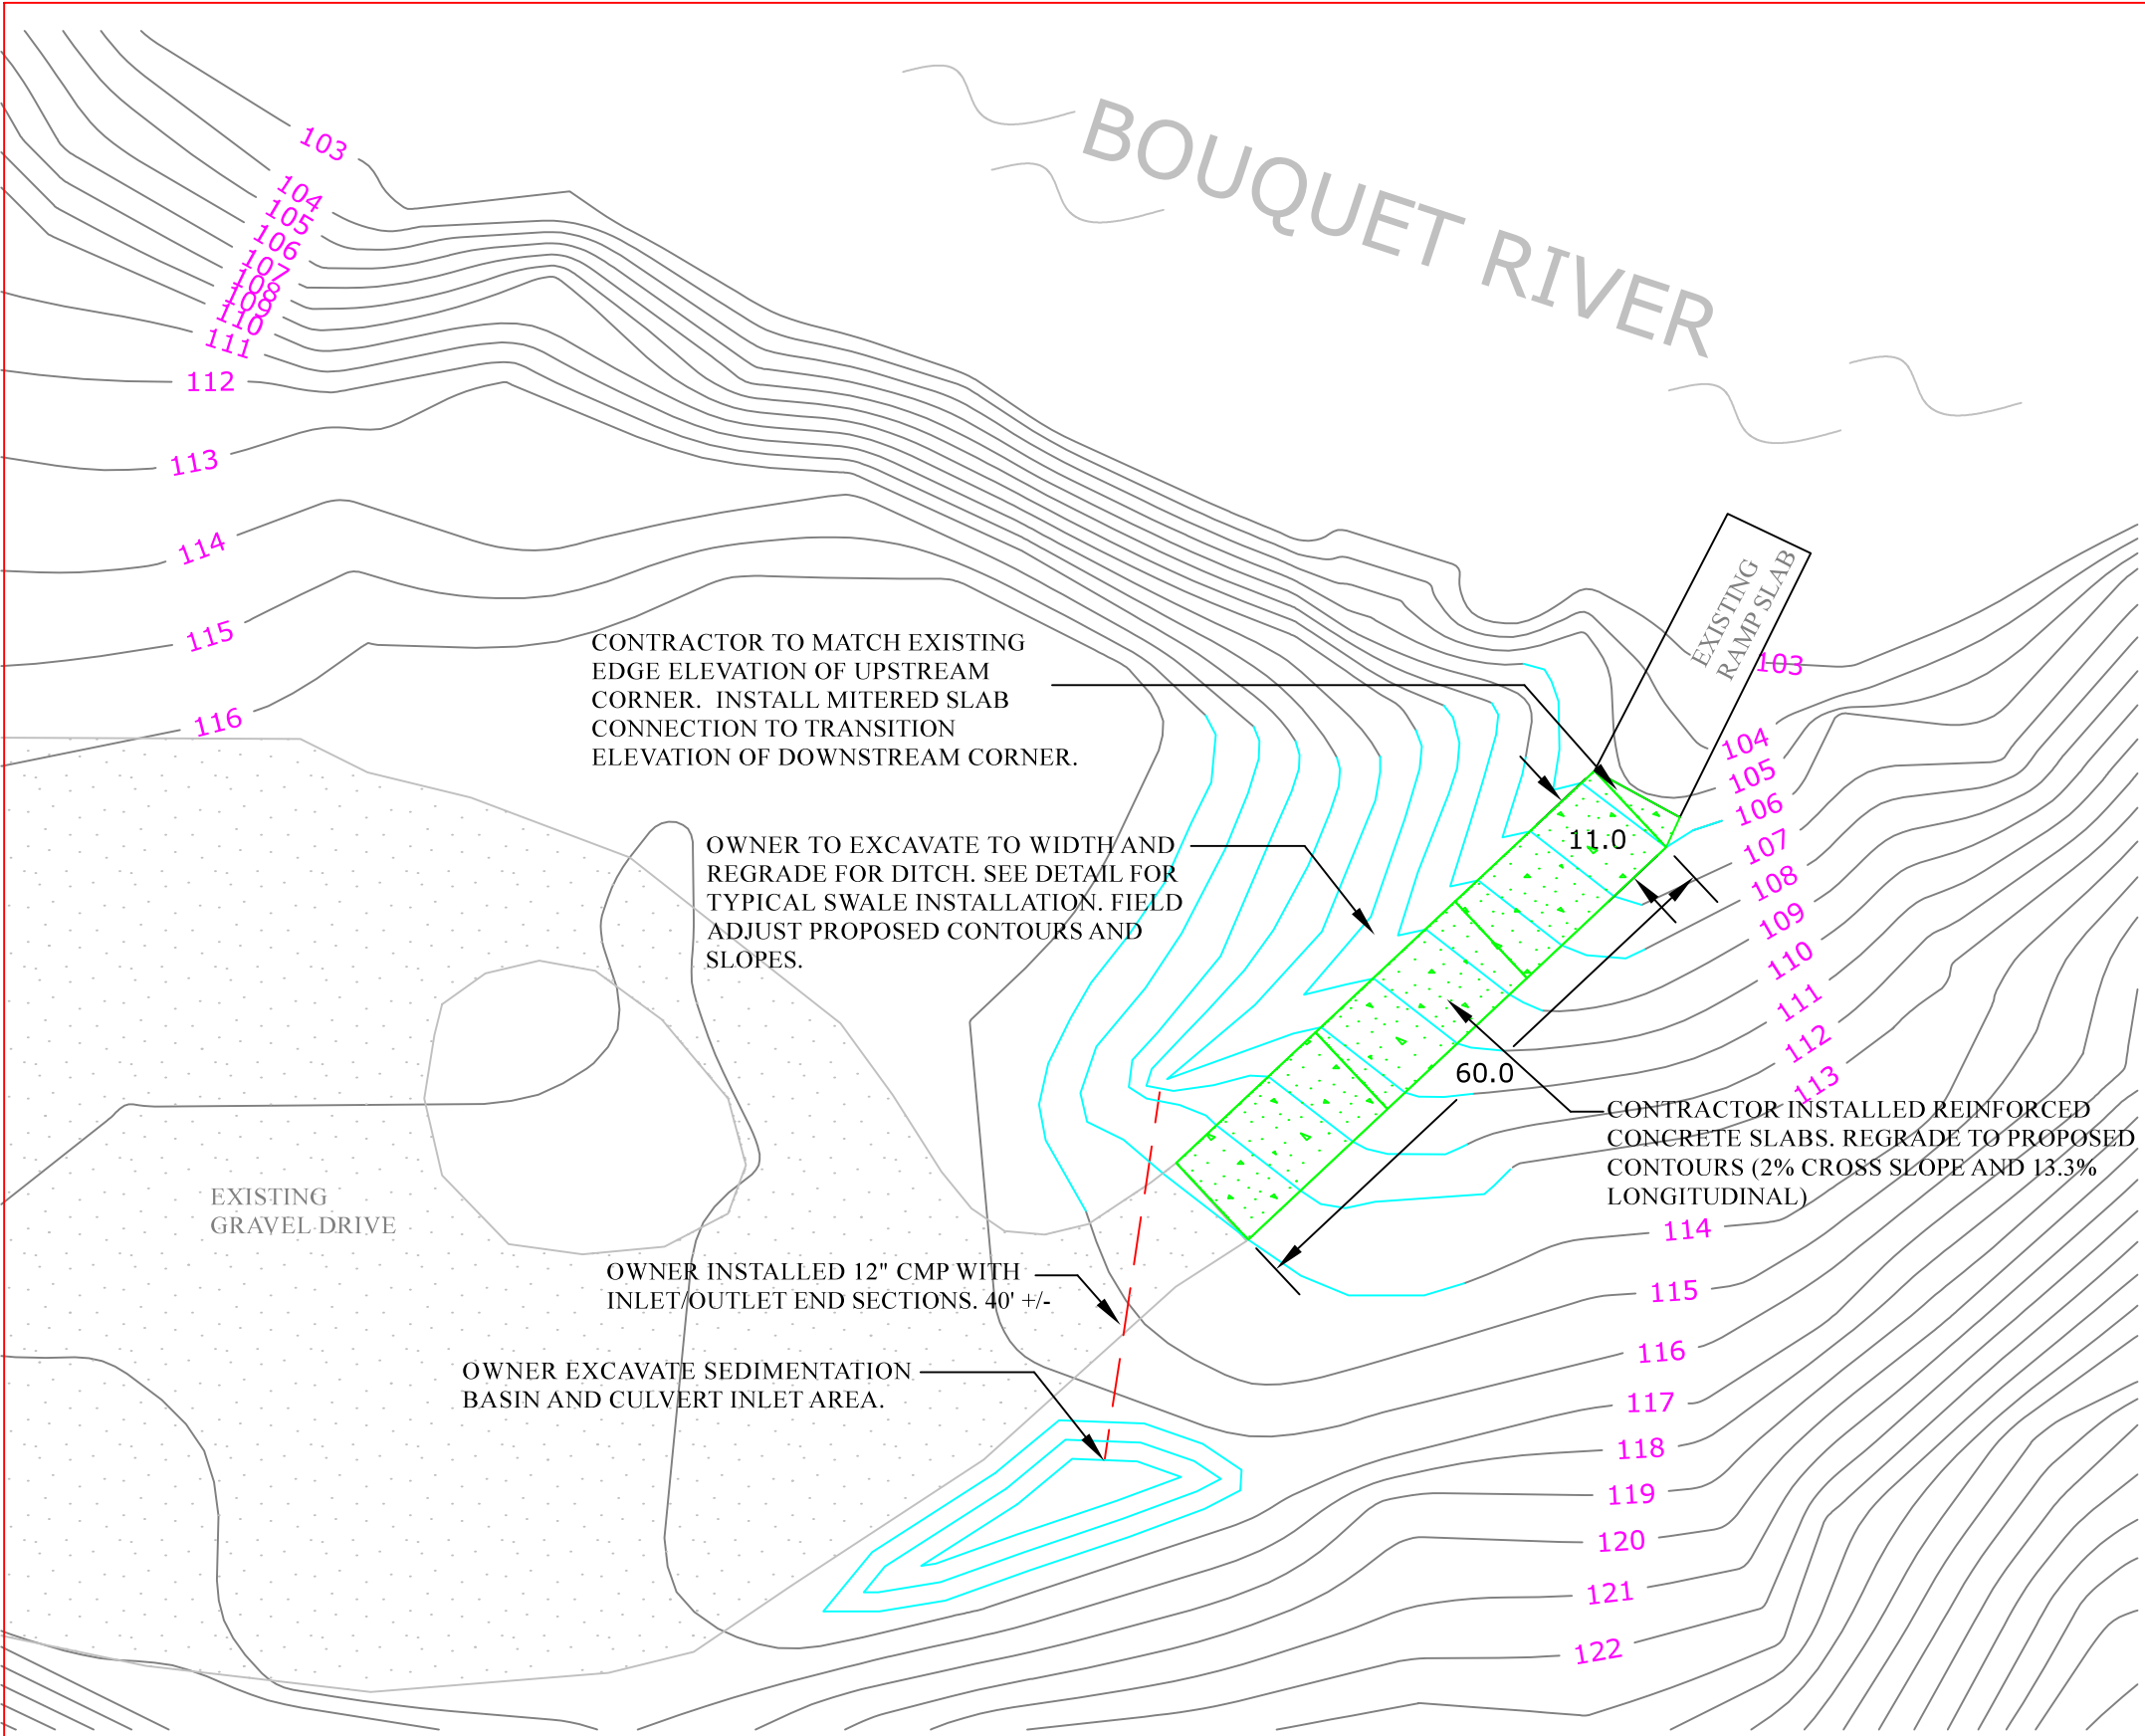 BOUQUET RIVER
103
104
105
106
107
108
109
110
111
112
113
114
115
116
EXISTING
RAMP SLAB
103
104
105
106
107
108
109
110
111
112
113
114
115
116
117
118
119
120
121
122
CONTRACTOR TO MATCH EXISTING
EDGE ELEVATION OF UPSTREAM
CORNER.  INSTALL MITERED SLAB
CONNECTION TO TRANSITION
ELEVATION OF DOWNSTREAM CORNER.
OWNER TO EXCAVATE TO WIDTH AND
REGRADE FOR DITCH. SEE DETAIL FOR
TYPICAL SWALE INSTALLATION. FIELD
ADJUST PROPOSED CONTOURS AND
SLOPES.
11.0
60.0
CONTRACTOR INSTALLED REINFORCED
CONCRETE SLABS. REGRADE TO PROPOSED
CONTOURS (2% CROSS SLOPE AND 13.3%
LONGITUDINAL)
EXISTING
GRAVEL DRIVE
OWNER INSTALLED 12" CMP WITH
INLET/OUTLET END SECTIONS. 40' +/-
OWNER EXCAVATE SEDIMENTATION
BASIN AND CULVERT INLET AREA.